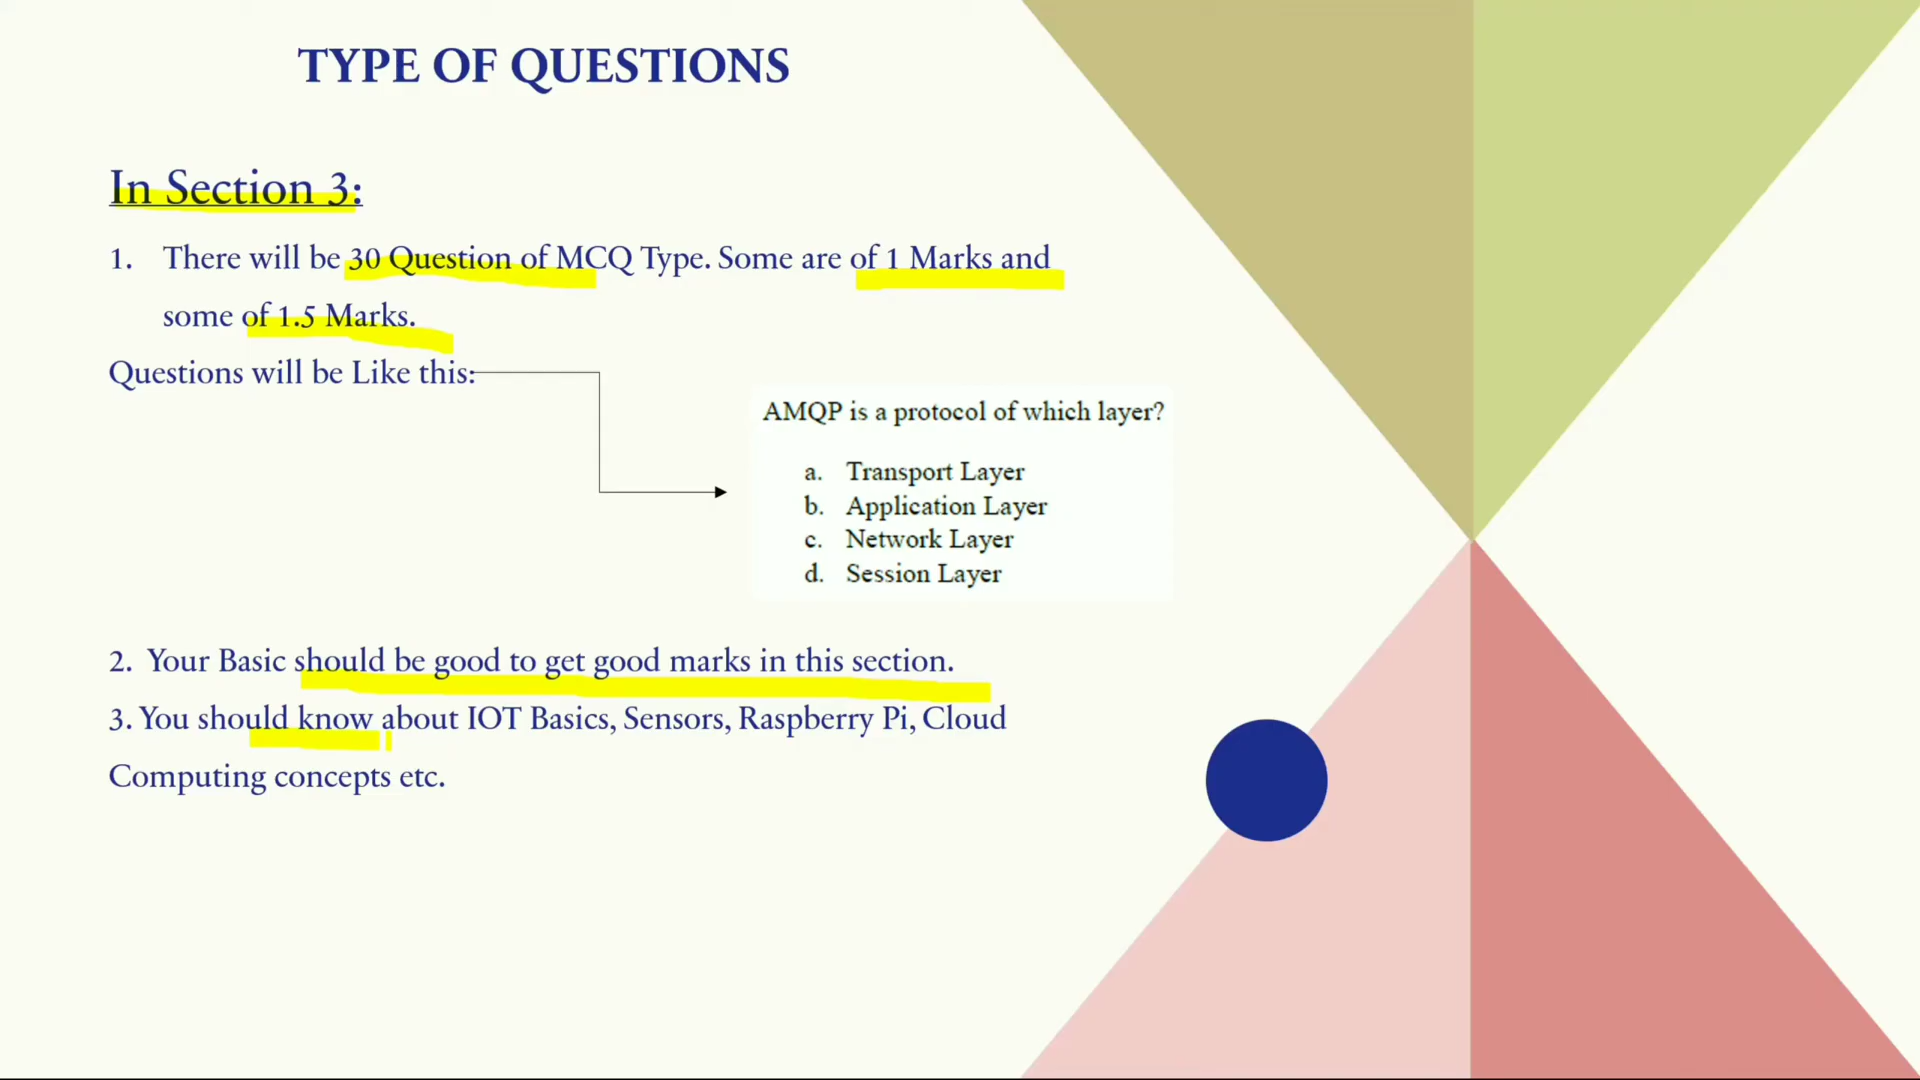 TYPE OF QUESTIONS
In Section 3:
1. There will be 30 Question of MCQ Type. Some are of 1 Marks and
some of 1.5 Marks.
Questions will be Like this:
AMQP is a protocol of which layer?
a. Transport Layer
b. Application Layer
c. Network Layer
d. Session Layer
2. Your Basic should be good to get good marks in this section.
3. You should know about IOT Basics, Sensors, Raspberry Pi, Cloud
Computing concepts etc.